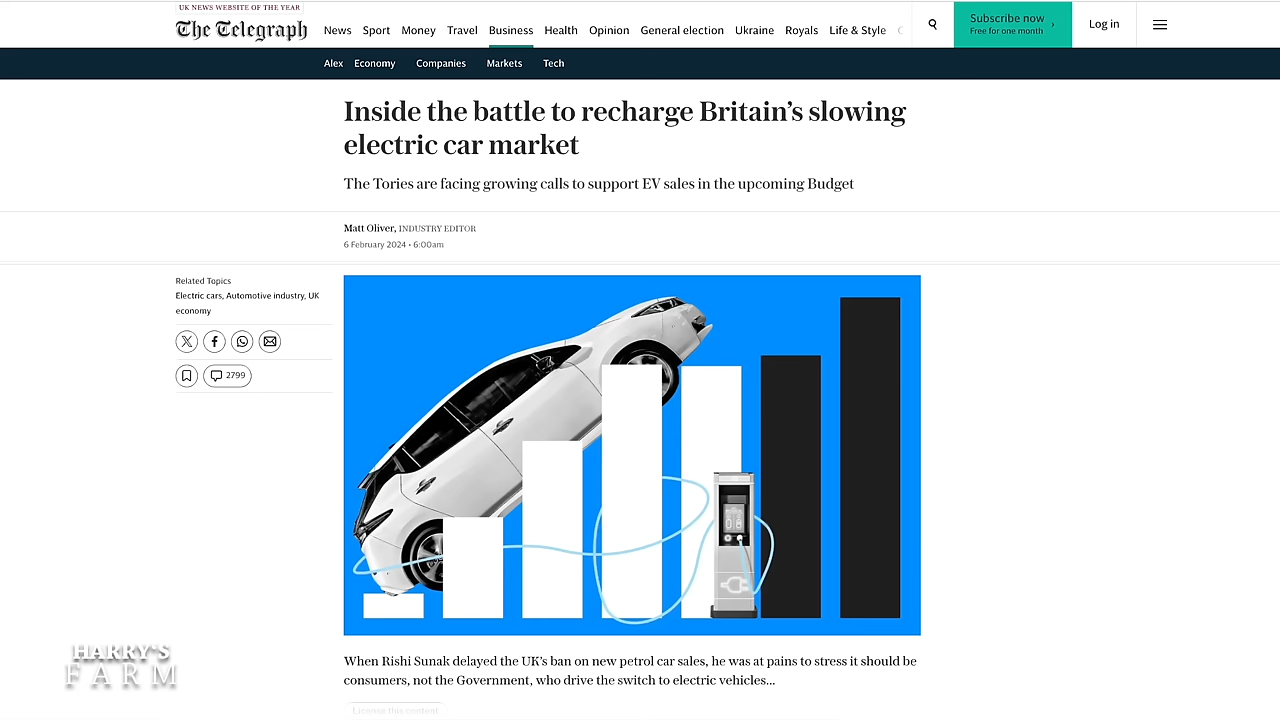 UK NEWS WEBSITE OF THE YEAR
The Telegraph
News Sport Money Travel Business Health Opinion General election Ukraine Royals Life & Style
Subscribe now
Free for one month
Log in
Alex Economy Companies Markets Tech
Inside the battle to recharge Britain’s slowing
electric car market
The Tories are facing growing calls to support EV sales in the upcoming Budget
Matt Oliver, INDUSTRY EDITOR
6 February 2024 • 6:00am
Related Topics
Electric cars, Automotive industry, UK
economy
2799
When Rishi Sunak delayed the UK’s ban on new petrol car sales, he was at pains to stress it should be
consumers, not the Government, who drive the switch to electric vehicles...
License this content
HARRY'S
FARM